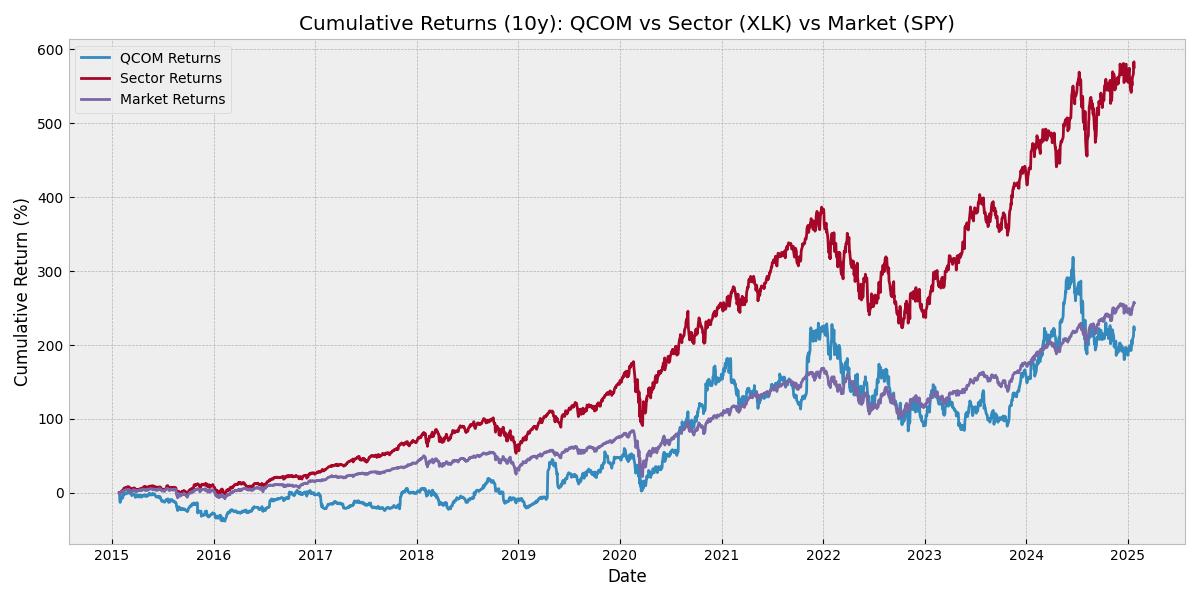 Cumulative Returns (10y): QCOM vs Sector (XLK) vs Market (SPY)
QCOM Returns
Sector Returns
Market Returns
Cumulative Return (%)
600
500
400
300
200
100
0
2015 2016 2017 2018 2019 2020 2021 2022 2023 2024 2025
Date